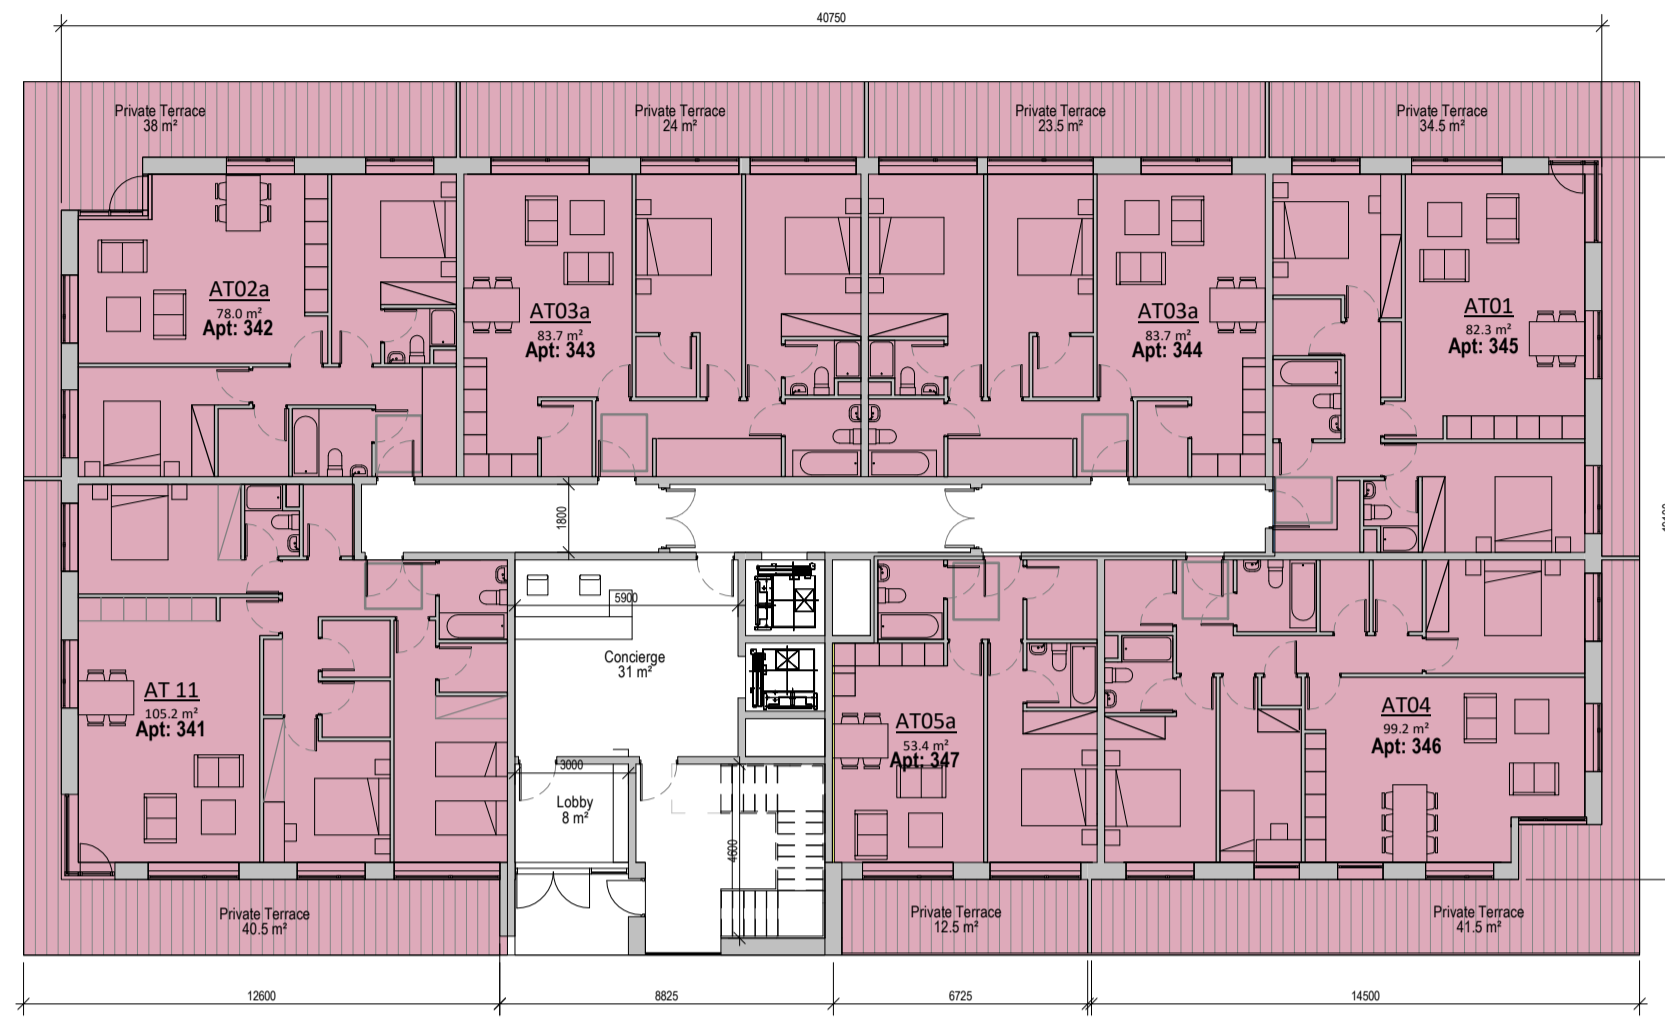 40750
Private Terrace
38 m²
Private Terrace
24 m²
Private Terrace
23.5 m²
Private Terrace
34.5 m²
AT02a
78.0 m²
Apt: 342
AT03a
83.7 m²
Apt: 343
AT03a
83.7 m²
Apt: 344
AT01
82.3 m²
Apt: 345
1800
5900
Concierge
31 m²
AT 11
105.2 m²
Apt: 341
AT05a
53.4 m²
Apt: 347
AT04
99.2 m²
Apt: 346
3000
Lobby
8 m²
4600
Private Terrace
40.5 m²
Private Terrace
12.5 m²
Private Terrace
41.5 m²
12600
8825
6725
14500